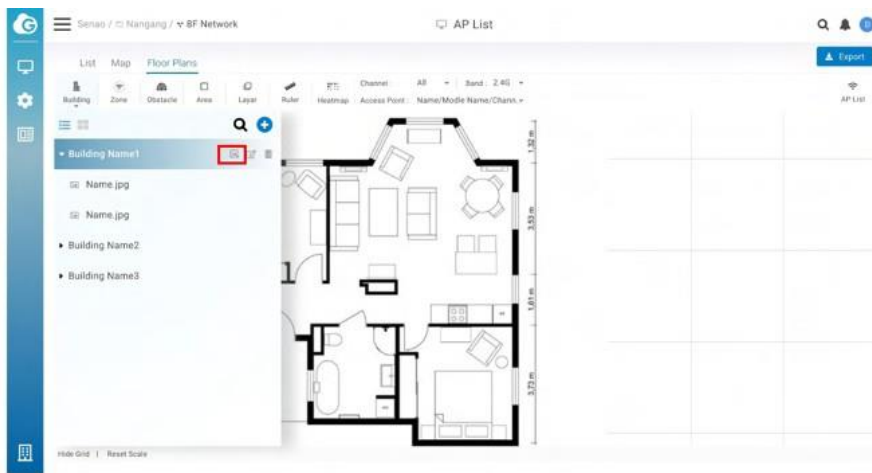 Senao / Nangang / 8F Network
AP List
List Map Floor Plans
Export
Building Zone Obstacle Area Layer Ruler Heatmap
Channel : All Band : 2.4G
Access Point : Name/Modle Name/Chann..
AP List
Building Name1
Name.jpg
Name.jpg
Building Name2
Building Name3
1,32 m
3,53 m
1,61 m
3,73 m
Hide Grid | Reset Scale